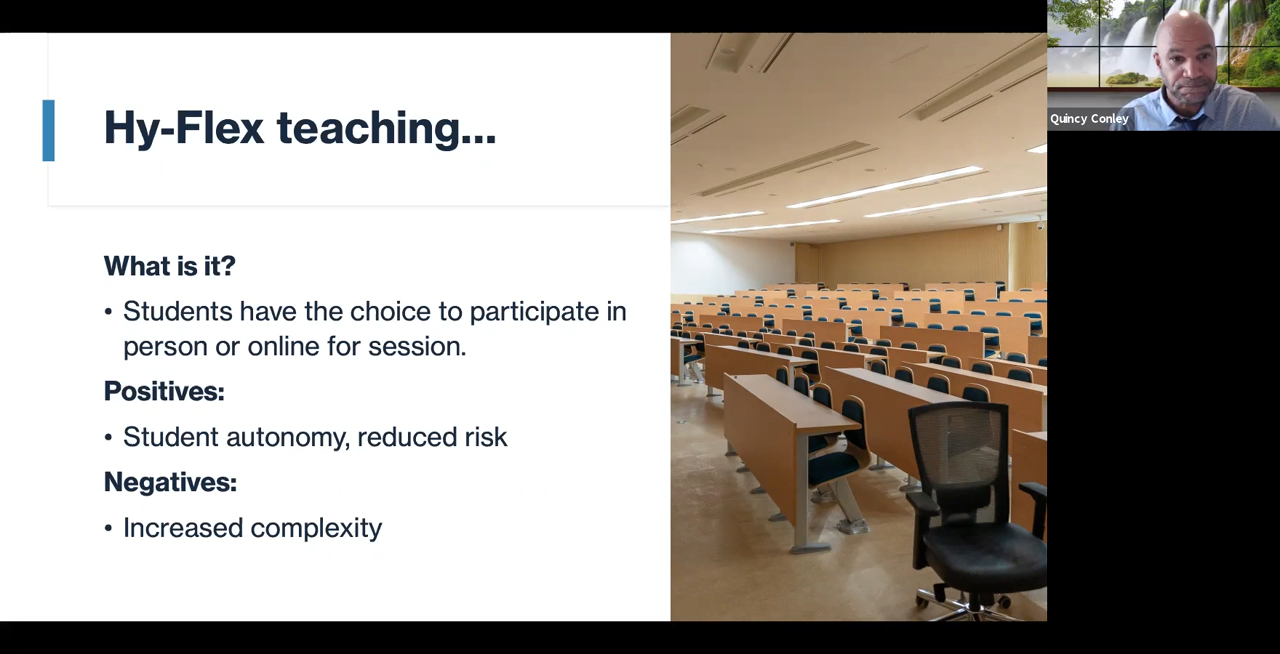 Hy-Flex teaching...
What is it?
• Students have the choice to participate in
person or online for session.
Positives:
• Student autonomy, reduced risk
Negatives:
• Increased complexity
Quincy Conley